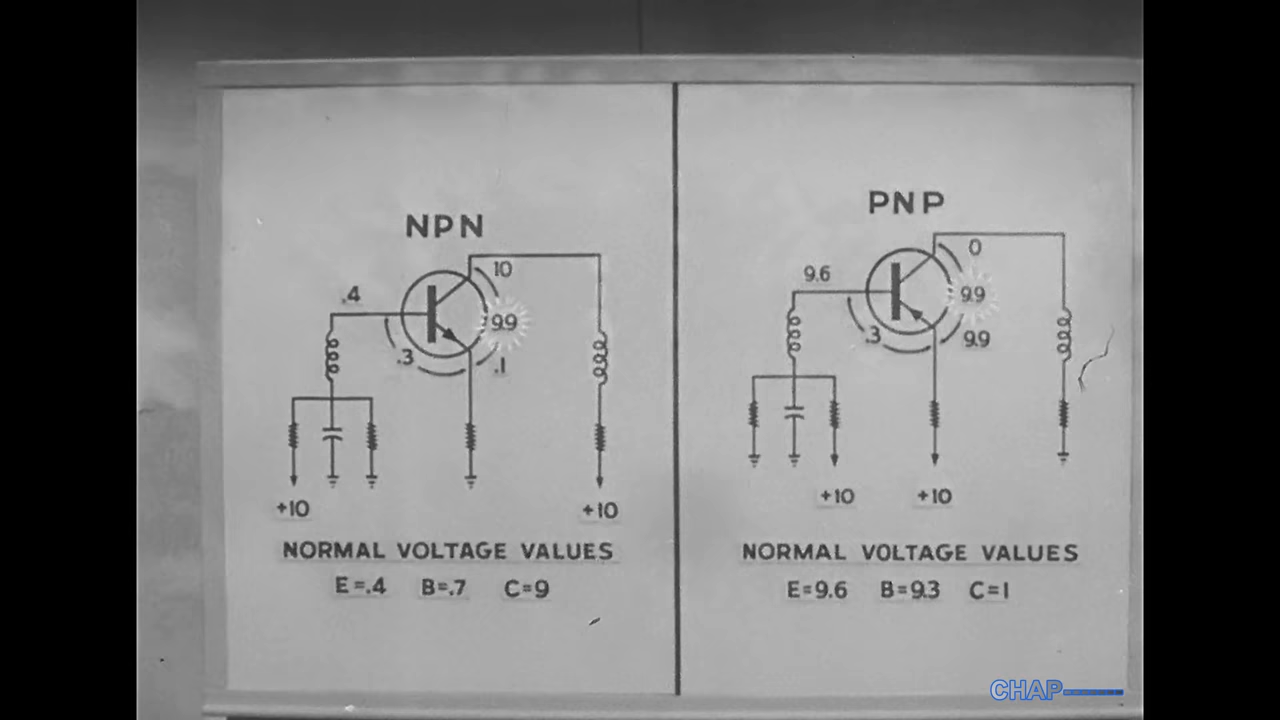 NPN
10
.4
9.9
.3
.1
+10
+10
NORMAL VOLTAGE VALUES
E=.4 B=.7 C=9
PNP
0
9.6
9.9
.3
9.9
+10
+10
NORMAL VOLTAGE VALUES
E=9.6 B=9.3 C=1
CHAP